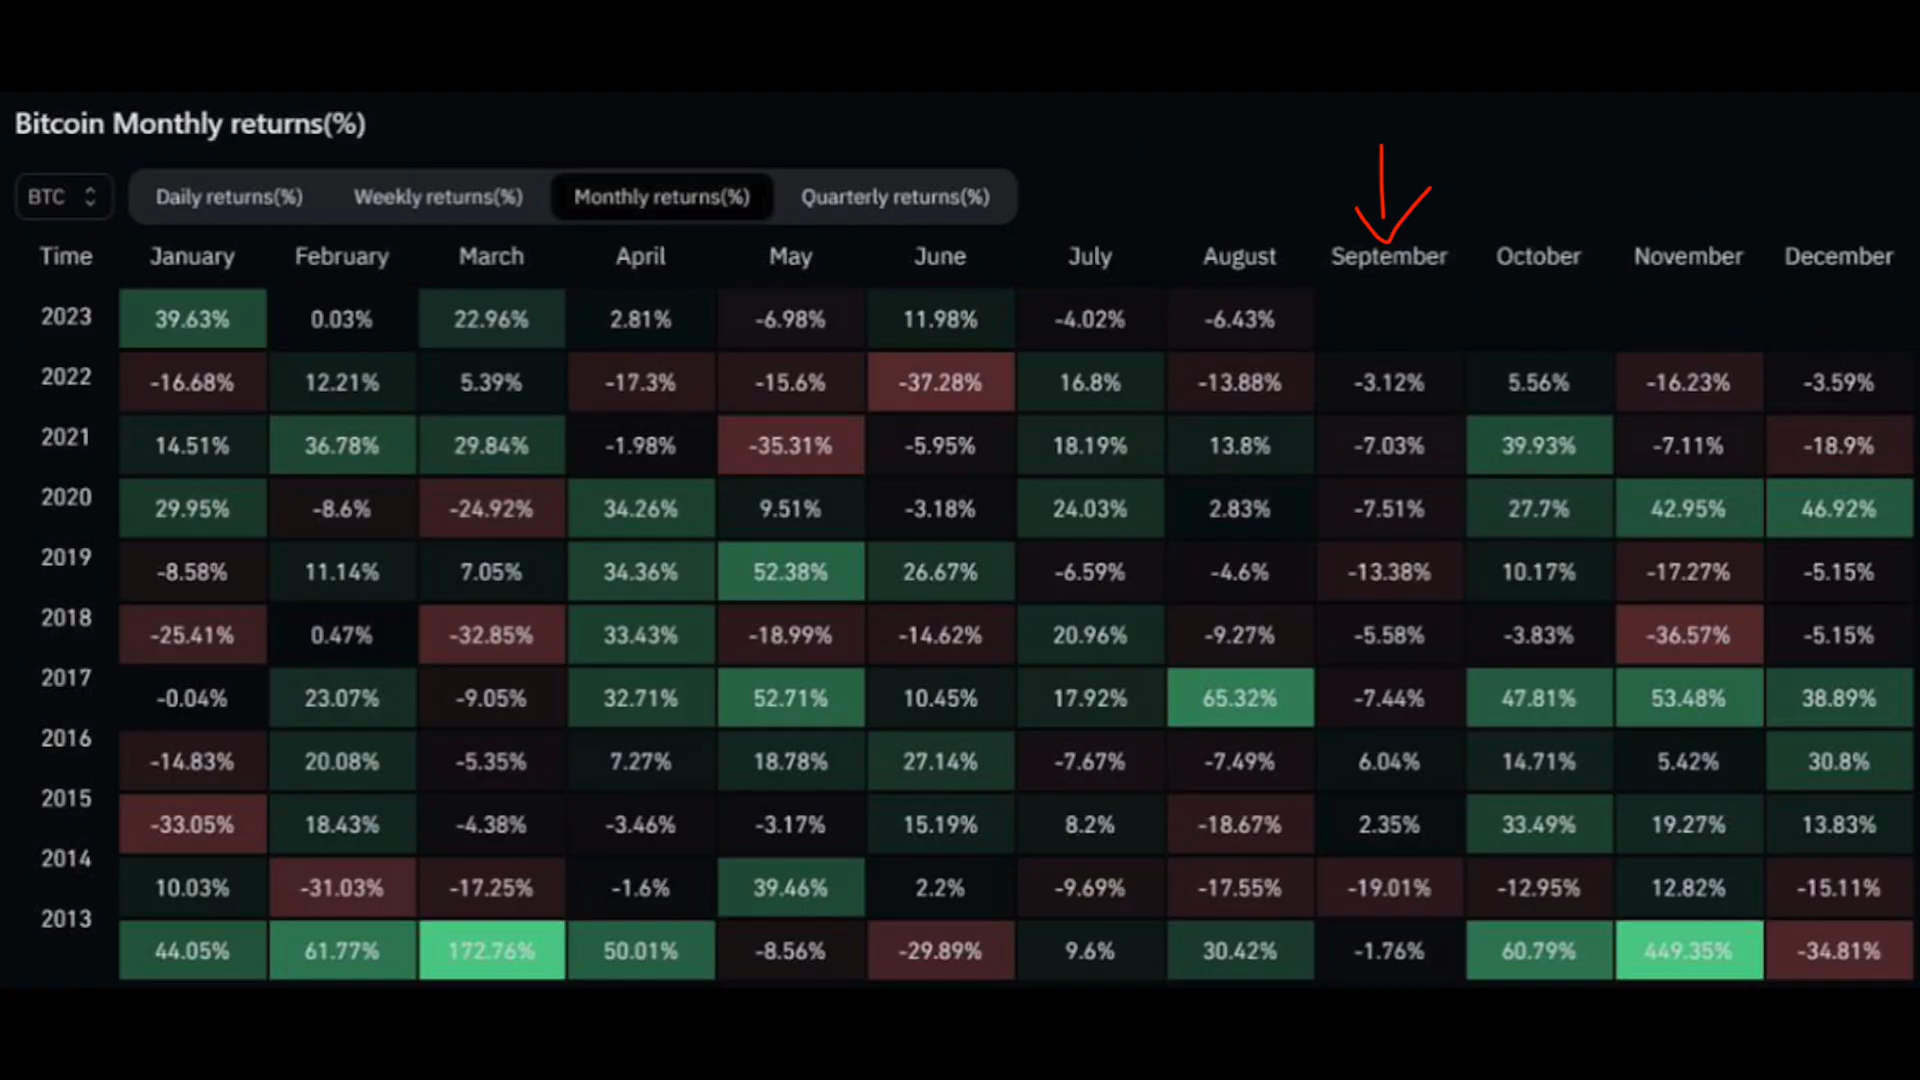 Bitcoin Monthly returns(%)
BTC Daily returns(%) Weekly returns(%) Monthly returns(%) Quarterly returns(%)
Time January February March April May June July August September October November December
2023 39.63% 0.03% 22.96% 2.81% -6.98% 11.98% -4.02% -6.43%
2022 -16.68% 12.21% 5.39% -17.3% -15.6% -37.28% 16.8% -13.88% -3.12% 5.56% -16.23% -3.59%
2021 14.51% 36.78% 29.84% -1.98% -35.31% -5.95% 18.19% 13.8% -7.03% 39.93% -7.11% -18.9%
2020 29.95% -8.6% -24.92% 34.26% 9.51% -3.18% 24.03% 2.83% -7.51% 27.7% 42.95% 46.92%
2019 -8.58% 11.14% 7.05% 34.36% 52.38% 26.67% -6.59% -4.6% -13.38% 10.17% -17.27% -5.15%
2018 -25.41% 0.47% -32.85% 33.43% -18.99% -14.62% 20.96% -9.27% -5.58% -3.83% -36.57% -5.15%
2017 -0.04% 23.07% -9.05% 32.71% 52.71% 10.45% 17.92% 65.32% -7.44% 47.81% 53.48% 38.89%
2016 -14.83% 20.08% -5.35% 7.27% 18.78% 27.14% -7.67% -7.49% 6.04% 14.71% 5.42% 30.8%
2015 -33.05% 18.43% -4.38% -3.46% -3.17% 15.19% 8.2% -18.67% 2.35% 33.49% 19.27% 13.83%
2014 10.03% -31.03% -17.25% -1.6% 39.46% 2.2% -9.69% -17.55% -19.01% -12.95% 12.82% -15.11%
2013 44.05% 61.77% 172.76% 50.01% -8.56% -29.89% 9.6% 30.42% -1.76% 60.79% 449.35% -34.81%